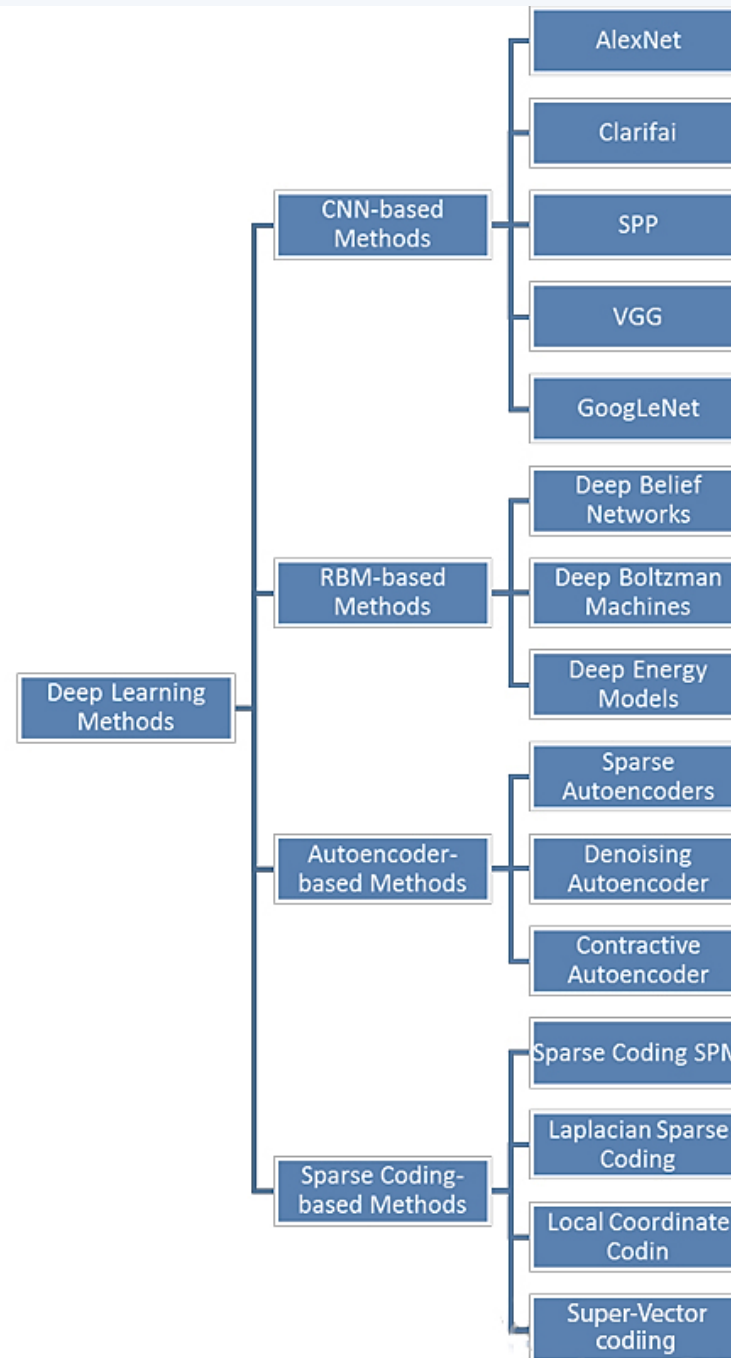 AlexNet
Clarifai
CNN-based
Methods
SPP
VGG
GoogLeNet
Deep Belief
Networks
RBM-based
Methods
Deep Boltzman
Machines
Deep Energy
Models
Deep Learning
Methods
Sparse
Autoencoders
Autoencoder-
based Methods
Denoising
Autoencoder
Contractive
Autoencoder
Sparse Coding SPM
Laplacian Sparse
Coding
Sparse Coding-
based Methods
Local Coordinate
Codin
Super-Vector
codiing